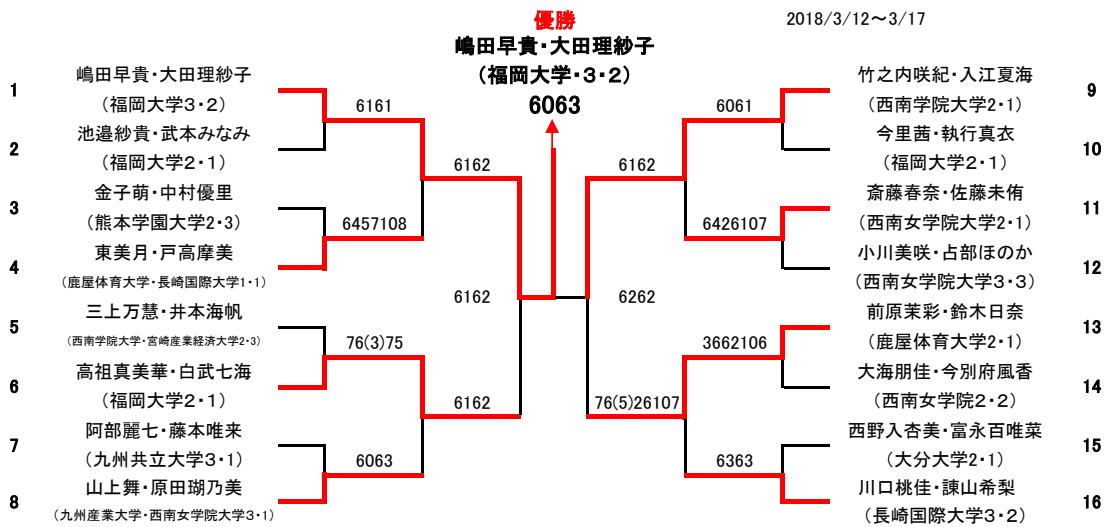 優勝
2018/3/12～3/17
嶋田早貴・大田理紗子
(福岡大学・3・2)
6063
1
嶋田早貴・大田理紗子
(福岡大学3・2)
2
池邉紗貴・武本みなみ
(福岡大学2・1)
3
金子萌・中村優里
(熊本学園大学2・3)
4
東美月・戸高摩美
(鹿屋体育大学・長崎国際大学1・1)
5
三上万慧・井本海帆
(西南学院大学・宮崎産業経済大学2・3)
6
高祖真美華・白武七海
(福岡大学2・1)
7
阿部麗七・藤本唯来
(九州共立大学3・1)
8
山上舞・原田瑚乃美
(九州産業大学・西南女学院大学3・1)
6161
6457108
76(3)75
6063
6162
6162
6162
6262
6162
76(5)26107
6061
6426107
3662106
6363
竹之内咲紀・入江夏海
(西南学院大学2・1)
9
今里茜・執行真衣
(福岡大学2・1)
10
斎藤春奈・佐藤未侑
(西南女学院大学2・1)
11
小川美咲・占部ほのか
(西南女学院大学3・3)
12
前原茉彩・鈴木日奈
(鹿屋体育大学2・1)
13
大海朋佳・今別府風香
(西南女学院2・2)
14
西野入杏美・富永百唯菜
(大分大学2・1)
15
川口桃佳・諌山希梨
(長崎国際大学3・2)
16